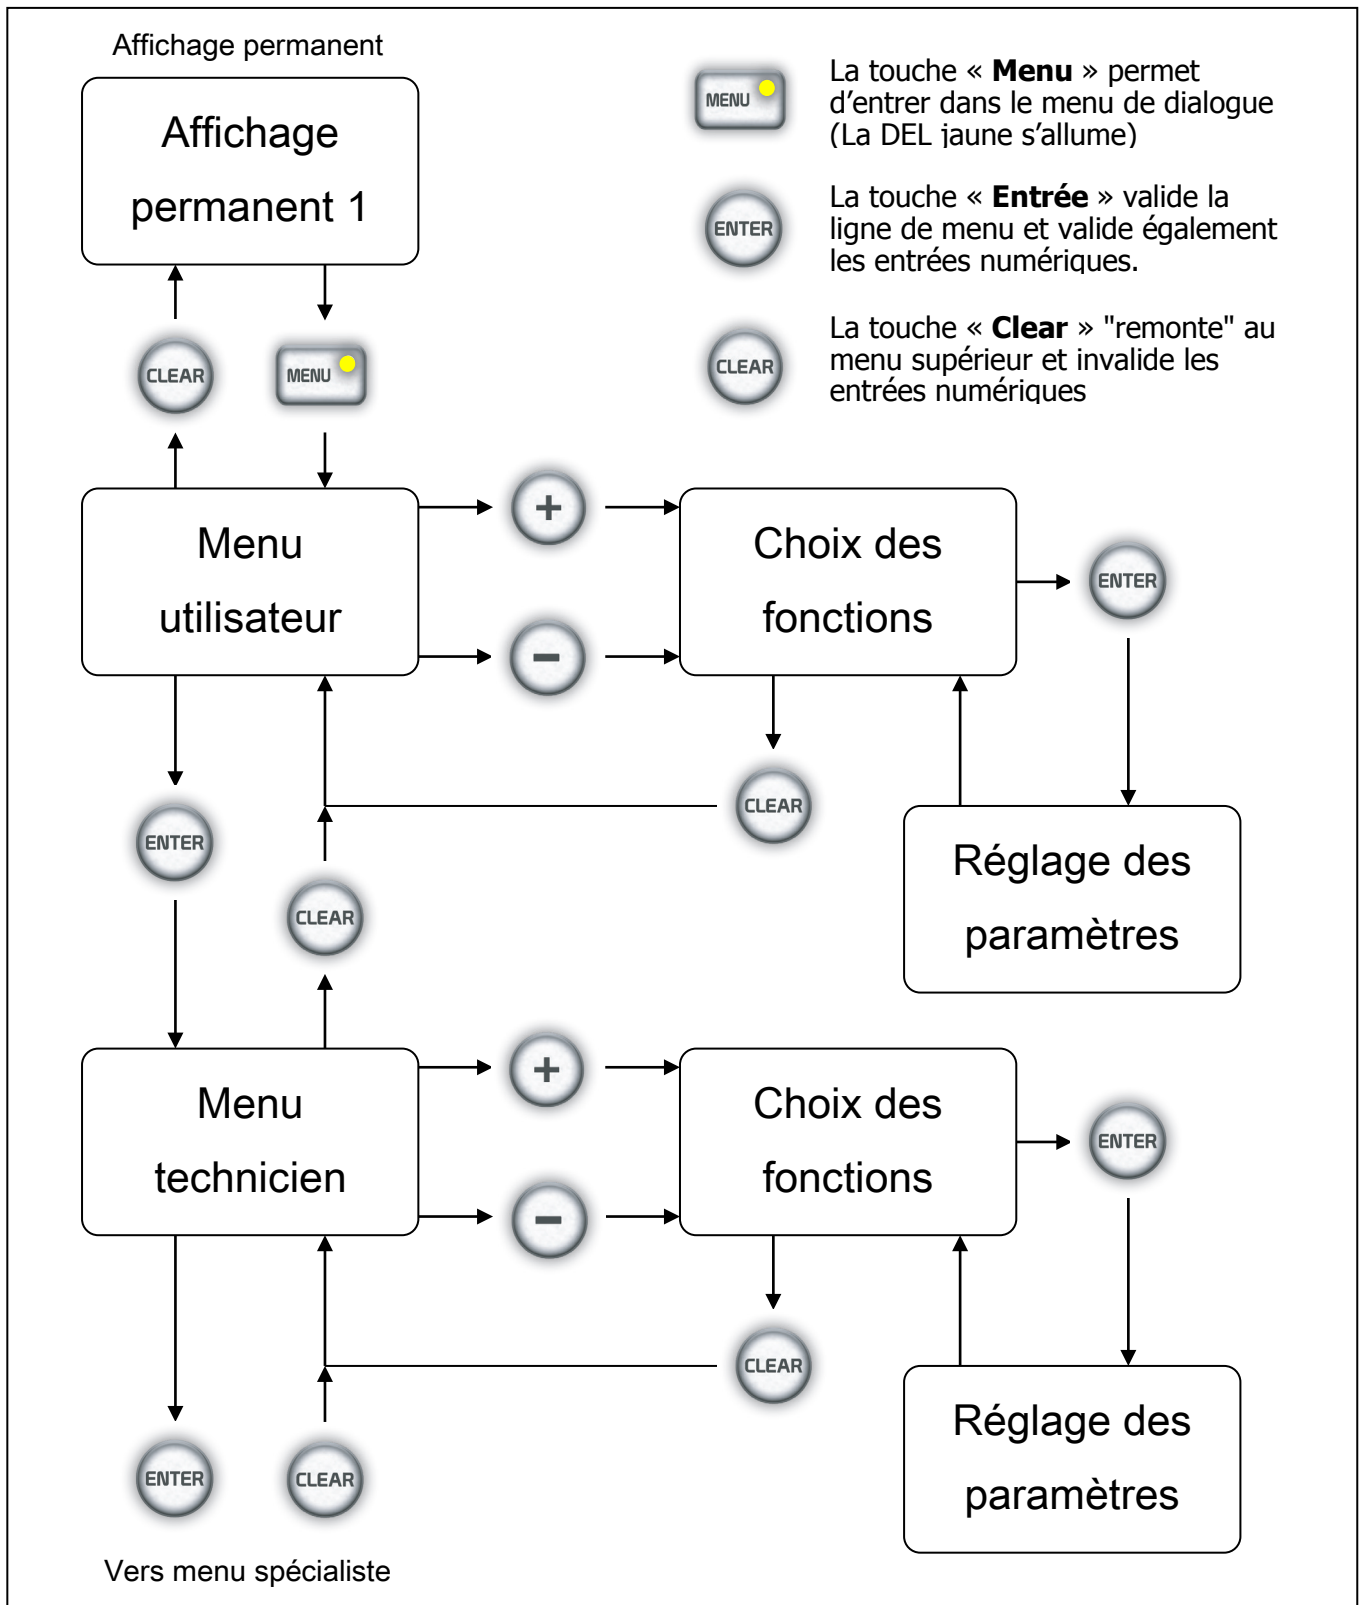 Affichage permanent
Affichage
permanent 1
MENU
La touche « Menu » permet
d'entrer dans le menu de dialogue
(La DEL jaune s'allume)
ENTER
La touche « Entrée » valide la
ligne de menu et valide également
les entrées numériques.
CLEAR
La touche « Clear » "remonte" au
menu supérieur et invalide les
entrées numériques
CLEAR
MENU
Menu
utilisateur
+
−
Choix des
fonctions
ENTER
CLEAR
ENTER
CLEAR
Réglage des
paramètres
Menu
technicien
+
−
Choix des
fonctions
ENTER
CLEAR
Réglage des
paramètres
ENTER
CLEAR
Vers menu spécialiste